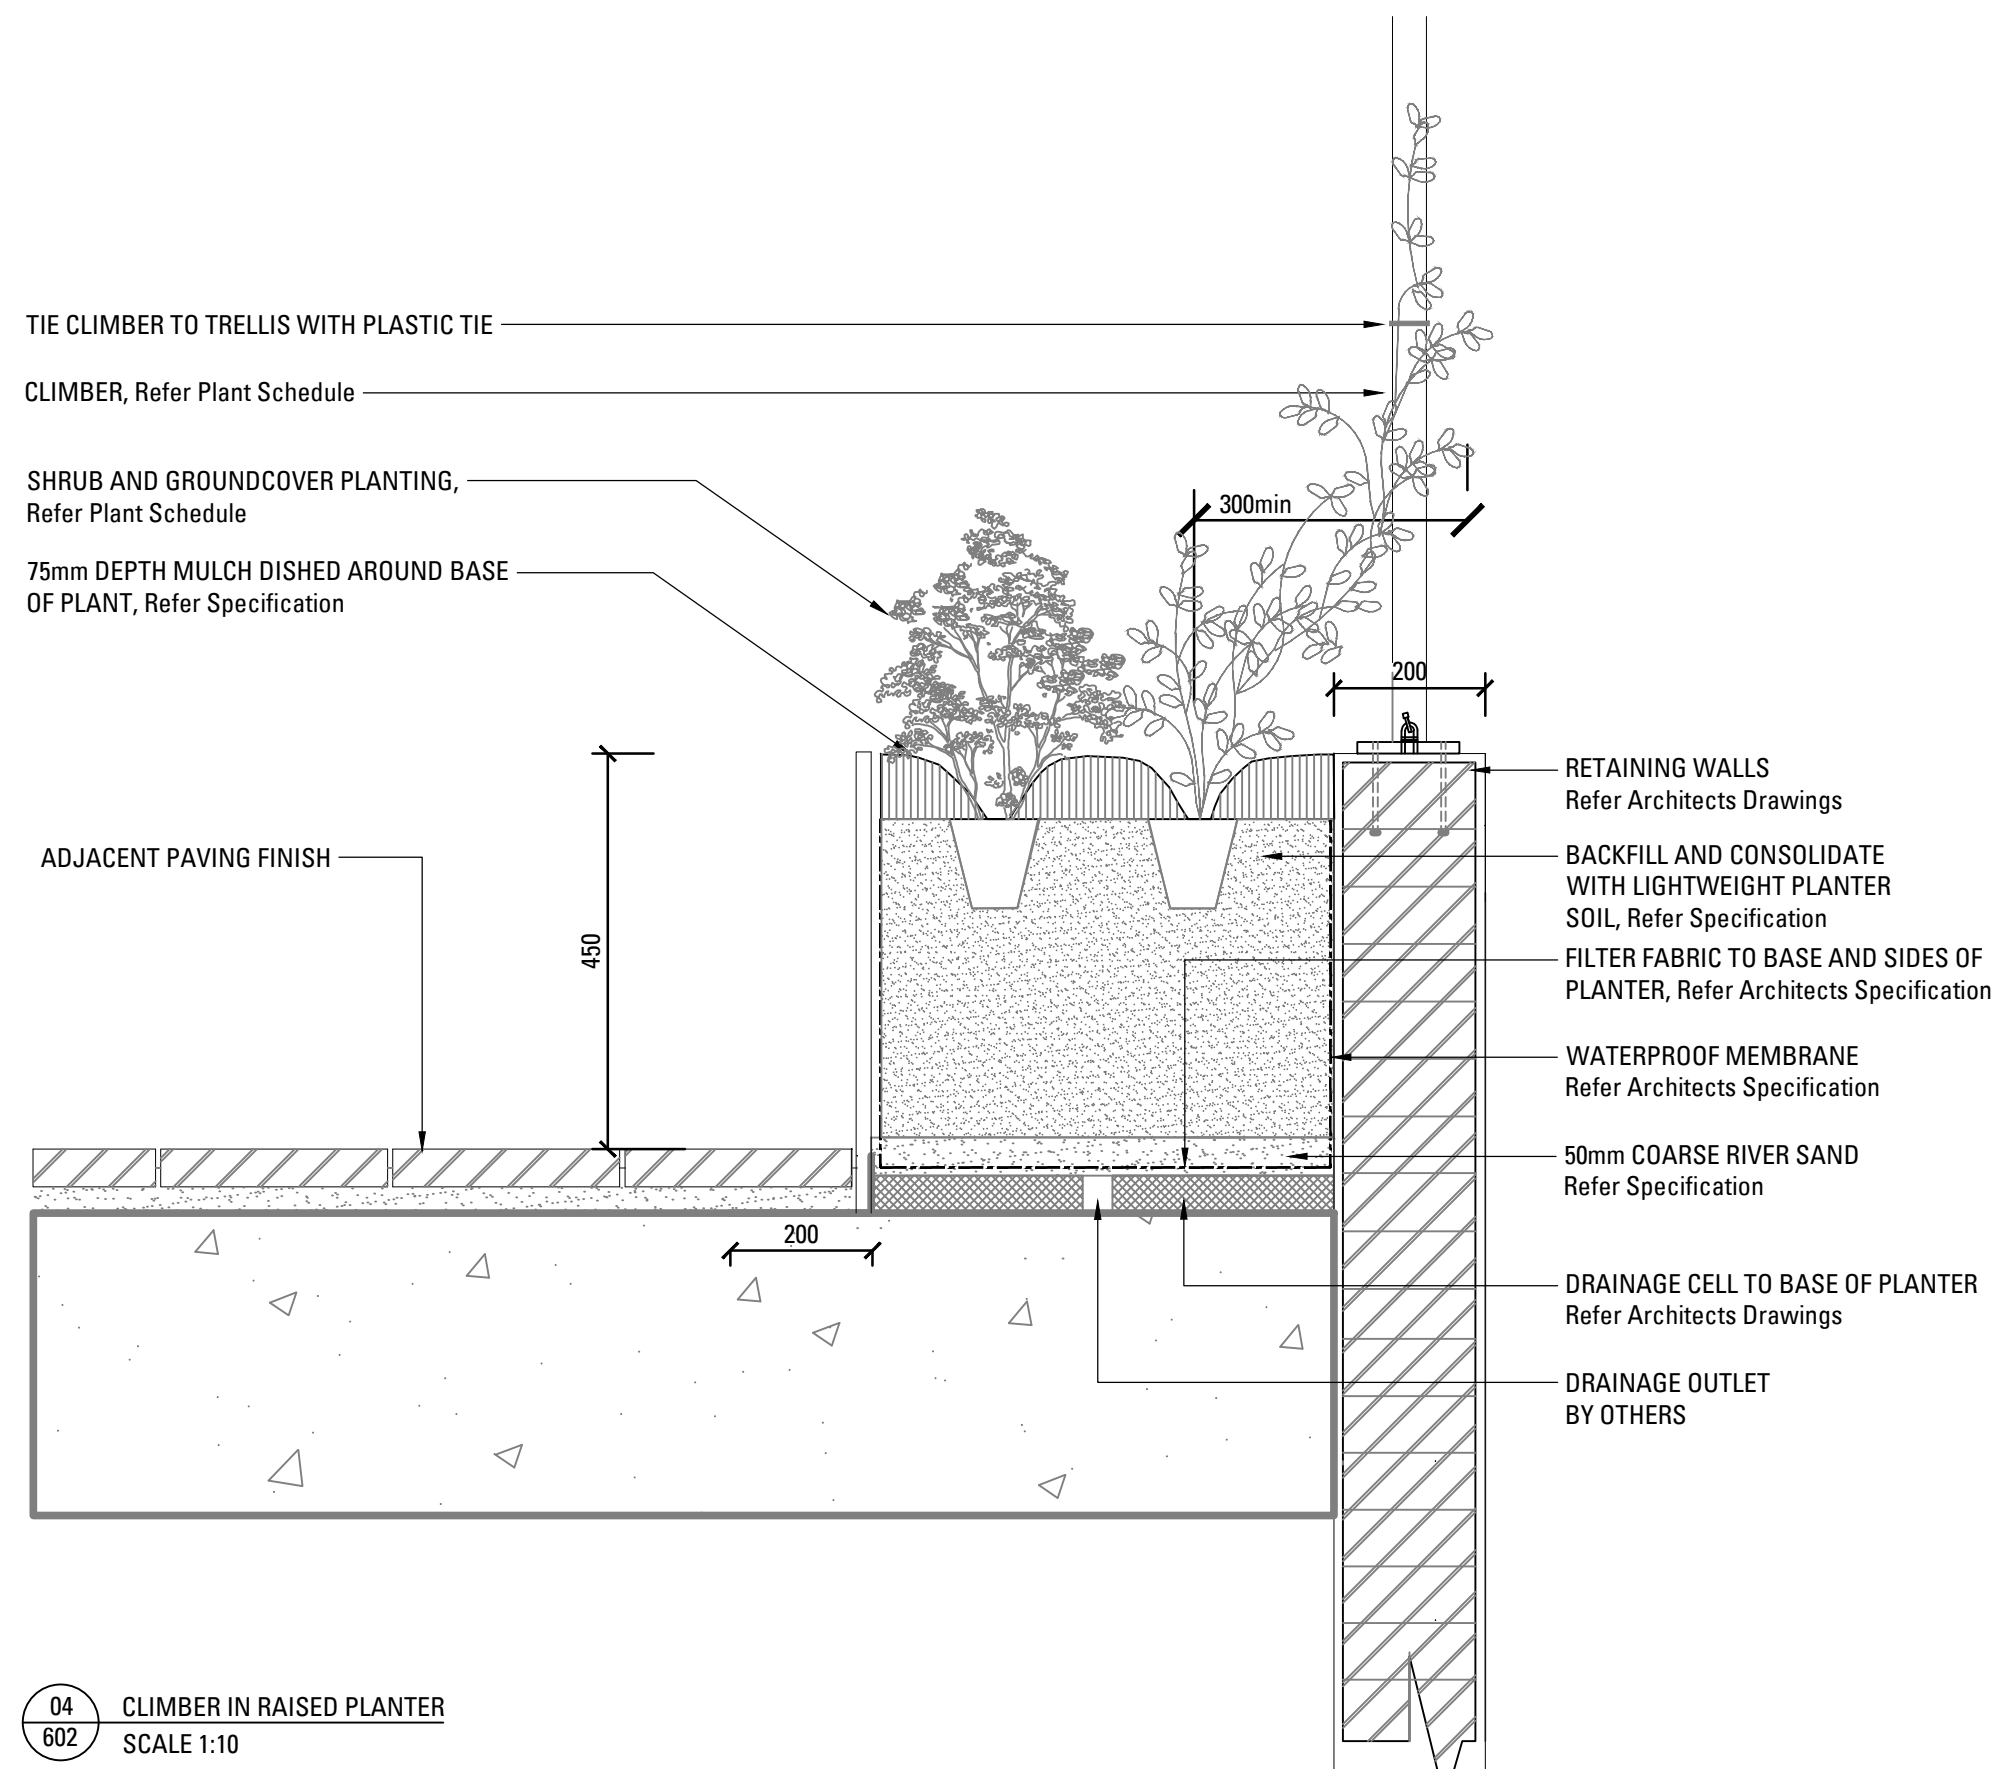 TIE CLIMBER TO TRELLIS WITH PLASTIC TIE
CLIMBER, Refer Plant Schedule
SHRUB AND GROUNDCOVER PLANTING,
Refer Plant Schedule
300min
75mm DEPTH MULCH DISHED AROUND BASE
OF PLANT, Refer Specification
200
RETAINING WALLS
Refer Architects Drawings
ADJACENT PAVING FINISH
BACKFILL AND CONSOLIDATE
WITH LIGHTWEIGHT PLANTER
SOIL, Refer Specification
450
FILTER FABRIC TO BASE AND SIDES OF
PLANTER, Refer Architects Specification
WATERPROOF MEMBRANE
Refer Architects Specification
50mm COARSE RIVER SAND
Refer Specification
200
DRAINAGE CELL TO BASE OF PLANTER
Refer Architects Drawings
DRAINAGE OUTLET
BY OTHERS
04
602
CLIMBER IN RAISED PLANTER
SCALE 1:10